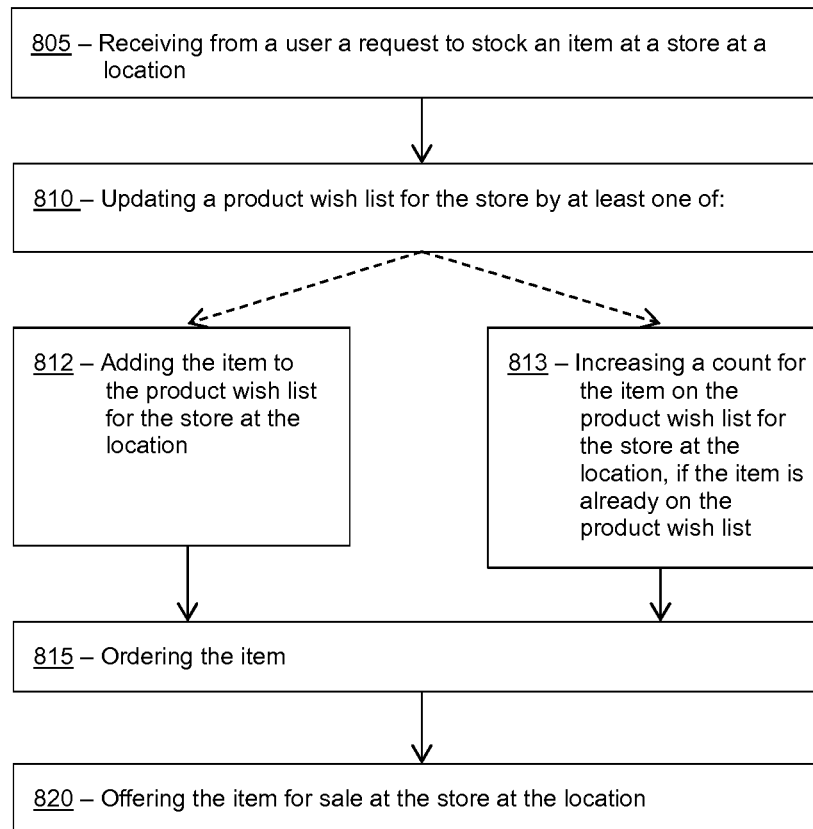 805 – Receiving from a user a request to stock an item at a store at a
location
810 – Updating a product wish list for the store by at least one of:
812 – Adding the item to
the product wish list
for the store at the
location
813 – Increasing a count for
the item on the
product wish list for
the store at the
location, if the item is
already on the
product wish list
815 – Ordering the item
820 – Offering the item for sale at the store at the location